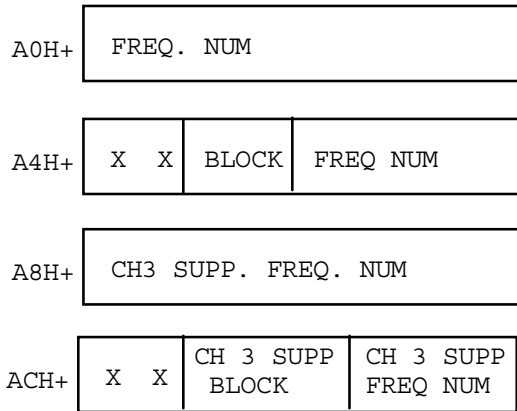 A0H+ FREQ. NUM
A4H+ X X BLOCK FREQ NUM
A8H+ CH3 SUPP. FREQ. NUM
ACH+ X X CH 3 SUPP BLOCK CH 3 SUPP FREQ NUM